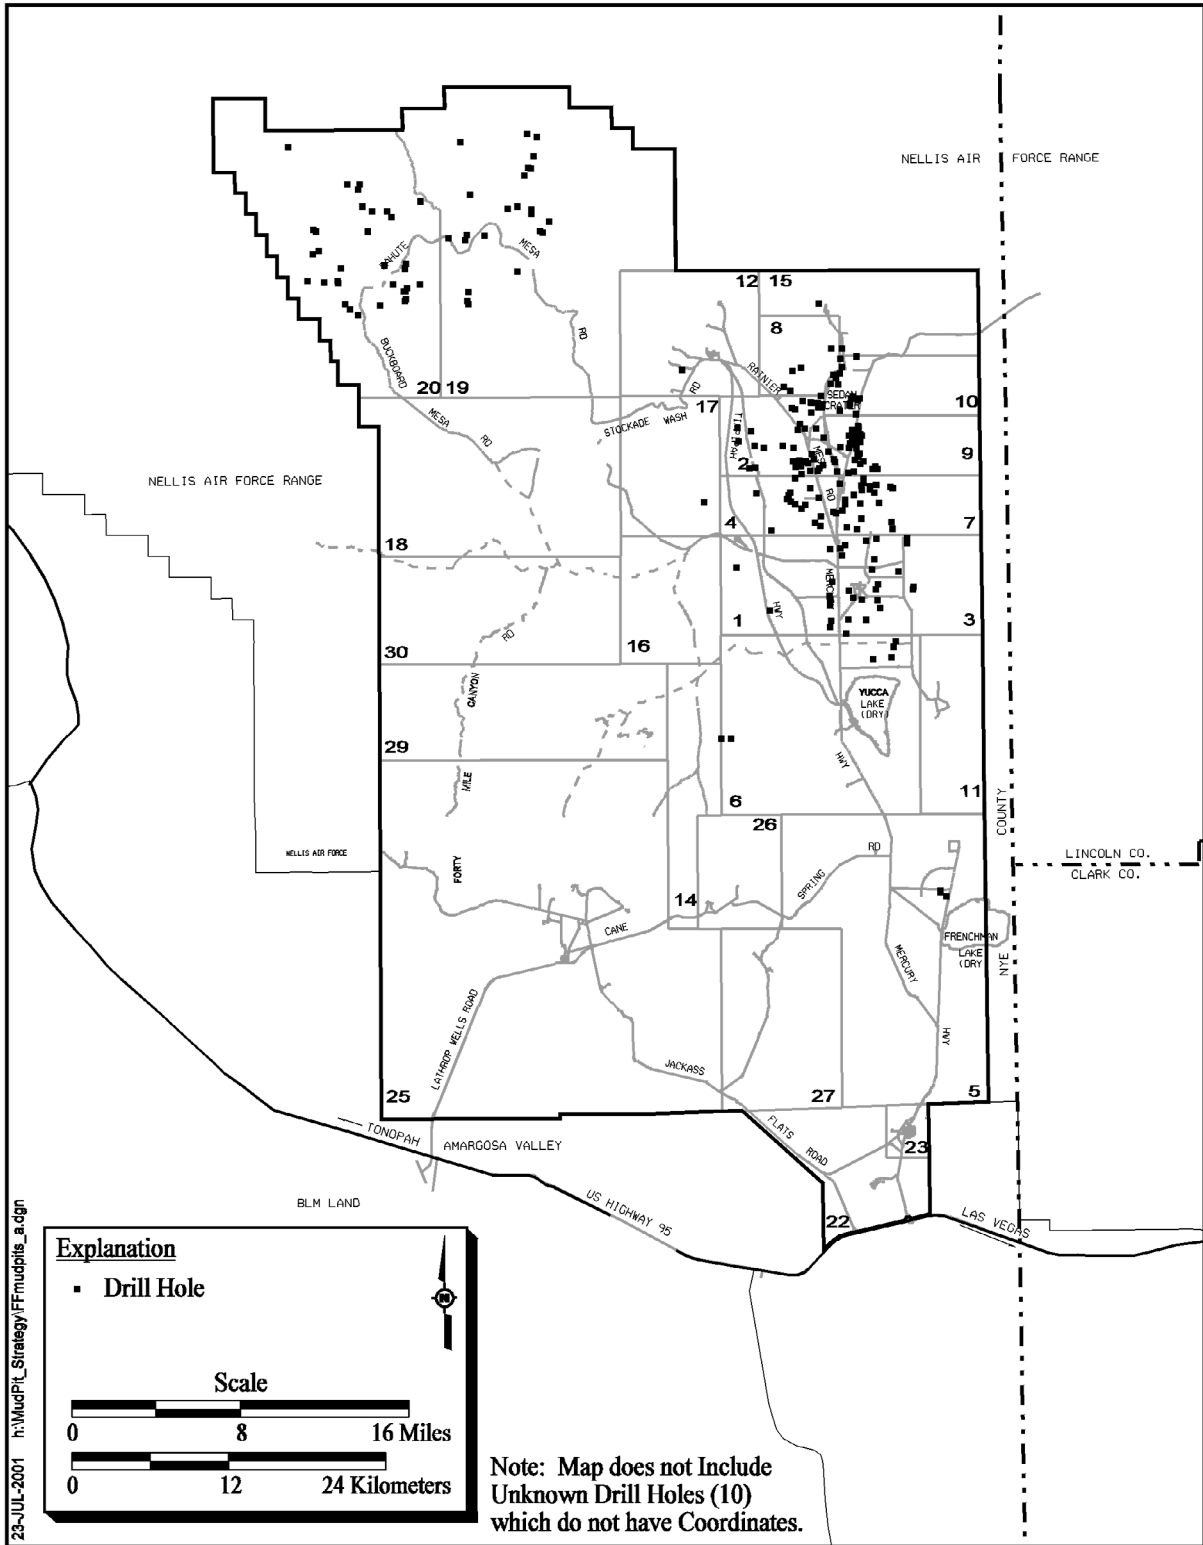 NELLIS AIR FORCE RANGE
PAHUTE
MESA
RD
12 15
8
BUCKBOARD
RAINIER
RD
20 19
MESA
RD
17
STOCKADE WASH
TIPPIPAH
SEDAN
CRATER
10
NELLIS AIR FORCE RANGE
2
MESA
RD
9
18
4
7
MERCURY
HWY
1
3
30
RD
16
CANYON
YUCCA
LAKE
(DRY)
29
MILE
HWY
6
11
COUNTY
26
NELLIS AIR FORCE
FORTY
RD
SPRING
LINCOLN CO.
CLARK CO.
14
CANE
FRENCHMAN
LAKE
(DRY
NYE
MERCURY
LATHROP WELLS ROAD
HWY
JACKASS
25
27
5
TONOPAH
AMARGOSA VALLEY
FLATS
ROAD
23
BLM LAND
US HIGHWAY 95
22
LAS VEGAS
Explanation
Drill Hole
N
Scale
0 8 16 Miles
0 12 24 Kilometers
Note: Map does not Include
Unknown Drill Holes (10)
which do not have Coordinates.
23-JUL-2001 h:\MudPit_Strategy\FFmudpits_a.dgn